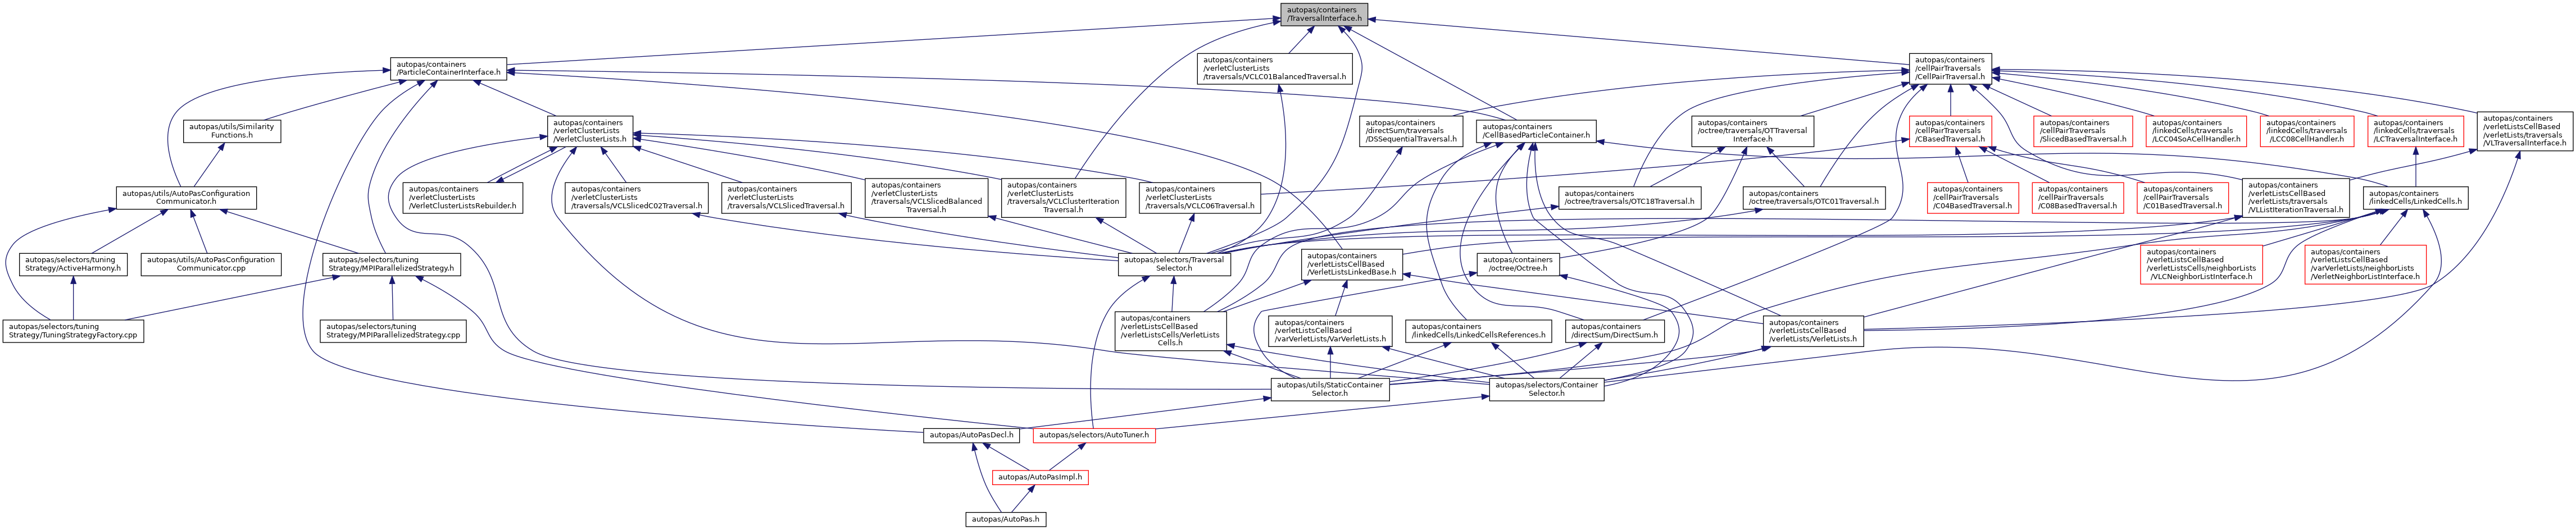 autopas/containers
/TraversalInterface.h
autopas/containers
/ParticleContainerInterface.h
autopas/containers
/verletClusterLists
/traversals/VCLC01BalancedTraversal.h
autopas/containers
/cellPairTraversals
/CellPairTraversal.h
autopas/utils/Similarity
Functions.h
autopas/containers
/verletClusterLists
/VerletClusterLists.h
autopas/containers
/directSum/traversals
/DSSequentialTraversal.h
autopas/containers
/CellBasedParticleContainer.h
autopas/containers
/octree/traversals/OTTraversal
Interface.h
autopas/containers
/cellPairTraversals
/CBasedTraversal.h
autopas/containers
/cellPairTraversals
/SlicedBasedTraversal.h
autopas/containers
/linkedCells/traversals
/LCC04SoACellHandler.h
autopas/containers
/linkedCells/traversals
/LCC08CellHandler.h
autopas/containers
/linkedCells/traversals
/LCTraversalInterface.h
autopas/containers
/verletListsCellBased
/verletLists/traversals
/VLTraversalInterface.h
autopas/utils/AutoPasConfiguration
Communicator.h
autopas/containers
/verletClusterLists
/VerletClusterListsRebuilder.h
autopas/containers
/verletClusterLists
/traversals/VCLSlicedC02Traversal.h
autopas/containers
/verletClusterLists
/traversals/VCLSlicedTraversal.h
autopas/containers
/verletClusterLists
/traversals/VCLSlicedBalanced
Traversal.h
autopas/containers
/verletClusterLists
/traversals/VCLClusterIteration
Traversal.h
autopas/containers
/verletClusterLists
/traversals/VCLC06Traversal.h
autopas/containers
/octree/traversals/OTC18Traversal.h
autopas/containers
/octree/traversals/OTC01Traversal.h
autopas/containers
/cellPairTraversals
/C04BasedTraversal.h
autopas/containers
/cellPairTraversals
/C08BasedTraversal.h
autopas/containers
/cellPairTraversals
/C01BasedTraversal.h
autopas/containers
/verletListsCellBased
/verletLists/traversals
/VLListIterationTraversal.h
autopas/containers
/linkedCells/LinkedCells.h
autopas/selectors/tuning
Strategy/ActiveHarmony.h
autopas/utils/AutoPasConfiguration
Communicator.cpp
autopas/selectors/tuning
Strategy/MPIParallelizedStrategy.h
autopas/selectors/Traversal
Selector.h
autopas/containers
/verletListsCellBased
/VerletListsLinkedBase.h
autopas/containers
/octree/Octree.h
autopas/containers
/verletListsCellBased
/verletListsCells/neighborLists
/VLCNeighborListInterface.h
autopas/containers
/verletListsCellBased
/varVerletLists/neighborLists
/VerletNeighborListInterface.h
autopas/selectors/tuning
Strategy/TuningStrategyFactory.cpp
autopas/selectors/tuning
Strategy/MPIParallelizedStrategy.cpp
autopas/containers
/verletListsCellBased
/verletListsCells/VerletLists
Cells.h
autopas/containers
/verletListsCellBased
/varVerletLists/VarVerletLists.h
autopas/containers
/linkedCells/LinkedCellsReferences.h
autopas/containers
/directSum/DirectSum.h
autopas/containers
/verletListsCellBased
/verletLists/VerletLists.h
autopas/utils/StaticContainer
Selector.h
autopas/selectors/Container
Selector.h
autopas/AutoPasDecl.h
autopas/selectors/AutoTuner.h
autopas/AutoPasImpl.h
autopas/AutoPas.h